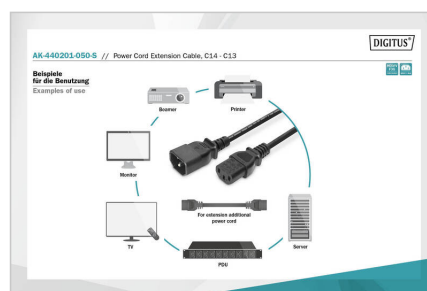 DIGITUS®
AK-440201-050-S // Power Cord Extension Cable, C14 - C13
Beispiele
für die Benutzung
Examples of use
Beamer
Printer
Monitor
For extension additional
power cord
TV
PDU
Server